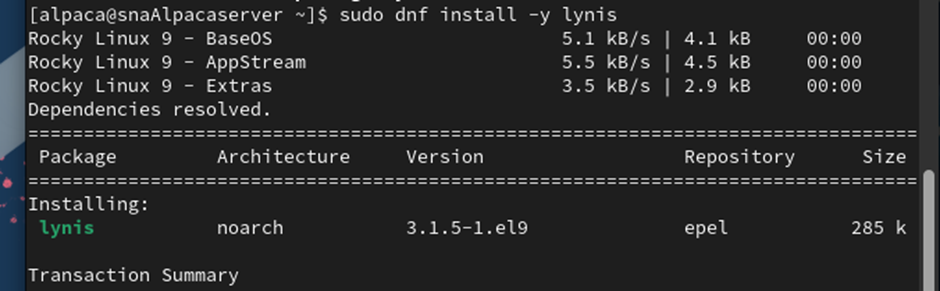 [alpaca@snaAlpacaserver ~]$ sudo dnf install -y lynis
Rocky Linux 9 - BaseOS 5.1 kB/s | 4.1 kB 00:00
Rocky Linux 9 - AppStream 5.5 kB/s | 4.5 kB 00:00
Rocky Linux 9 - Extras 3.5 kB/s | 2.9 kB 00:00
Dependencies resolved.
================================================================================
Package Architecture Version Repository Size
================================================================================
Installing:
lynis noarch 3.1.5-1.el9 epel 285 k
Transaction Summary